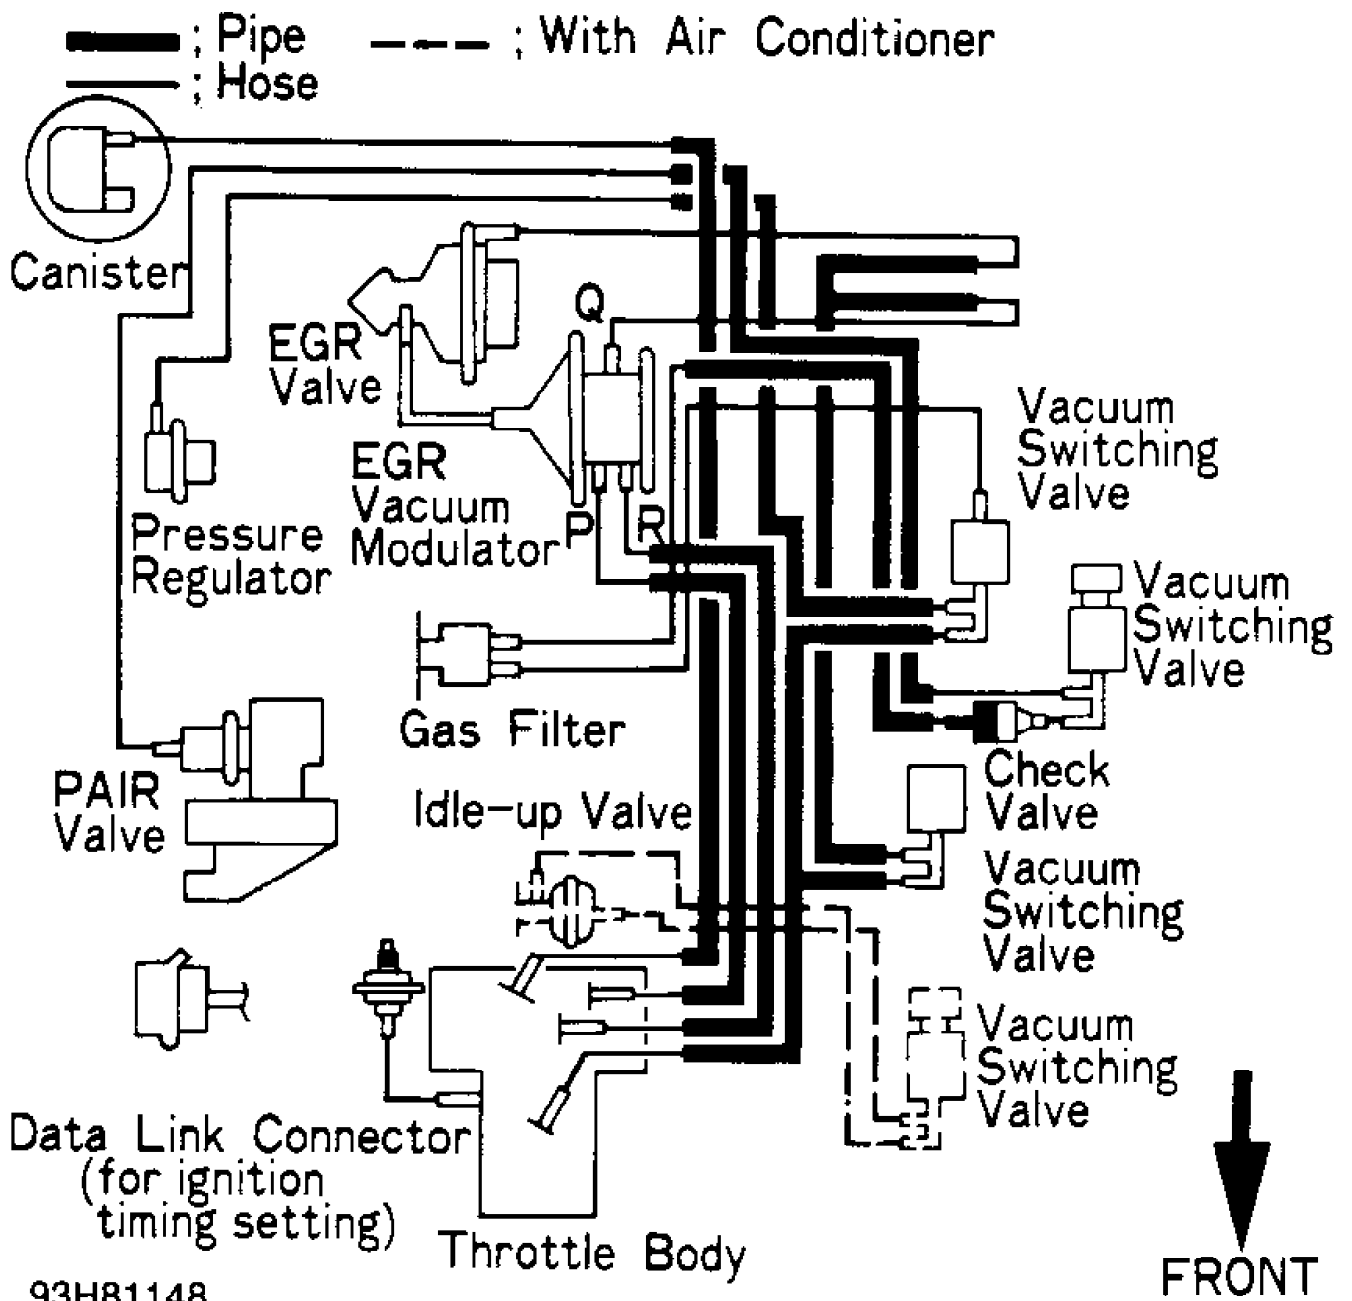 ; Pipe
; With Air Conditioner
; Hose
Canister
EGR
Valve
Q
EGR
Vacuum
Modulator
P
R
Pressure
Regulator
Vacuum
Switching
Valve
Vacuum
Switching
Valve
Gas Filter
Check
Valve
PAIR
Valve
Idle-up Valve
Vacuum
Switching
Valve
Vacuum
Switching
Valve
Data Link Connector
(for ignition
timing setting)
Throttle Body
FRONT
93H81148